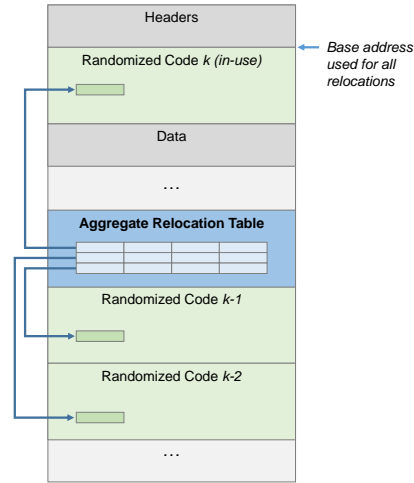 Headers
Randomized Code k (in-use)
Base address
used for all
relocations
Data
...
Aggregate Relocation Table
Randomized Code k-1
Randomized Code k-2
...